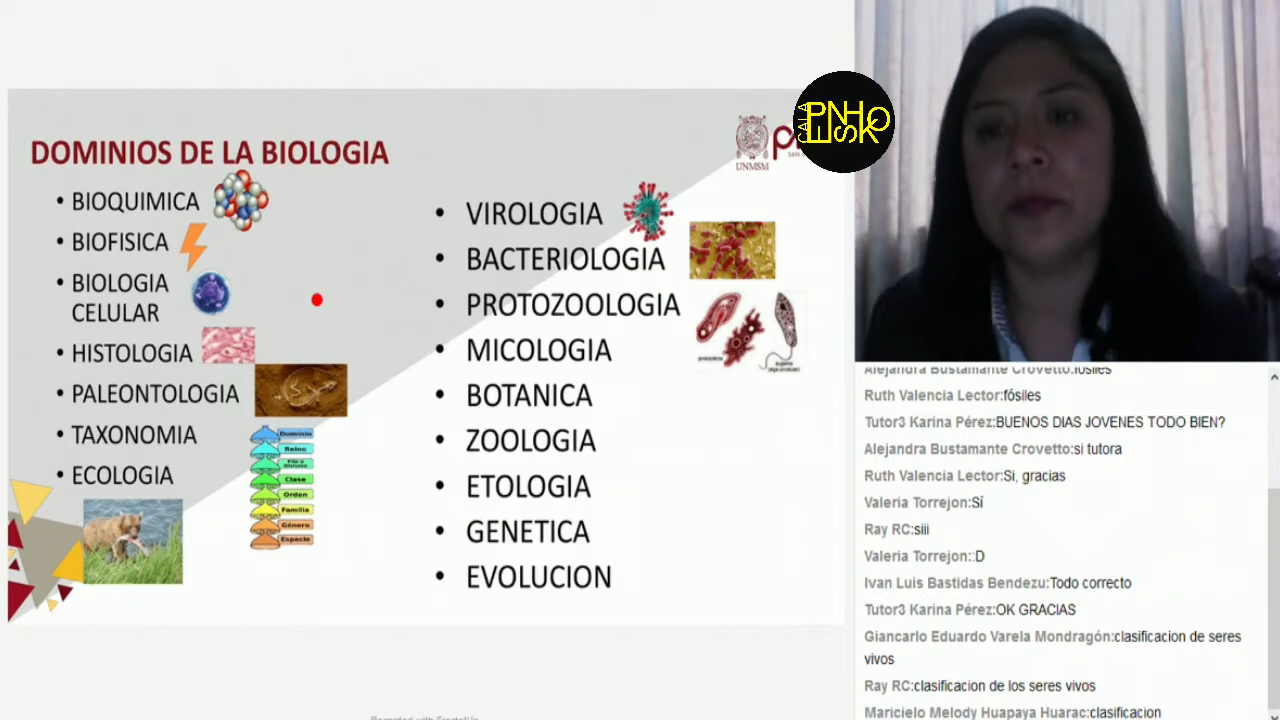 DOMINIOS DE LA BIOLOGIA
• BIOQUIMICA
• BIOFISICA
• BIOLOGIA
CELULAR
• HISTOLOGIA
• PALEONTOLOGIA
• TAXONOMIA
• ECOLOGIA
Dominio
Reino
Clase
Orden
Familia
Género
Especie
• VIROLOGIA
• BACTERIOLOGIA
• PROTOZOOLOGIA
• MICOLOGIA
• BOTANICA
• ZOOLOGIA
• ETOLOGIA
• GENETICA
• EVOLUCION
UNMSM
Alejandra Bustamante Crovetto:fósiles
Ruth Valencia Lector:fósiles
Tutor3 Karina Pérez:BUENOS DIAS JOVENES TODO BIEN?
Alejandra Bustamante Crovetto:si tutora
Ruth Valencia Lector:Si, gracias
Valeria Torrejon:Sí
Ray RC:siii
Valeria Torrejon::D
Ivan Luis Bastidas Bendezu:Todo correcto
Tutor3 Karina Pérez:OK GRACIAS
Giancarlo Eduardo Varela Mondragón:clasificacion de seres
vivos
Ray RC:clasificacion de los seres vivos
Maricielo Melody Huapaya Huarac:clasificacion